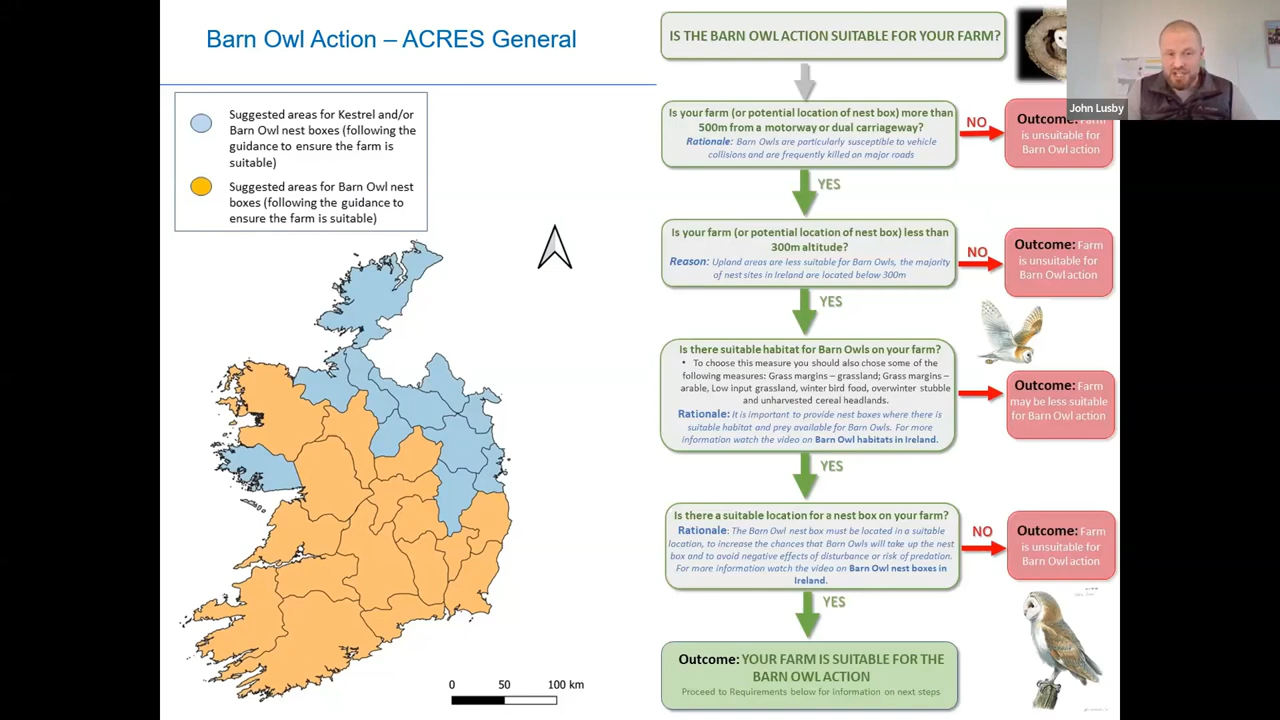 Barn Owl Action – ACRES General
Suggested areas for Kestrel and/or
Barn Owl nest boxes (following the
guidance to ensure the farm is
suitable)
Suggested areas for Barn Owl nest
boxes (following the guidance to
ensure the farm is suitable)
0 50 100 km
IS THE BARN OWL ACTION SUITABLE FOR YOUR FARM?
John Lusby
Is your farm (or potential location of nest box) more than
500m from a motorway or dual carriageway?
Rationale: Barn Owls are particularly susceptible to vehicle
collisions and are frequently killed on major roads
NO
Outcome: Farm
is unsuitable for
Barn Owl action
YES
Is your farm (or potential location of nest box) less than
300m altitude?
Reason: Upland areas are less suitable for Barn Owls, the majority
of nest sites in Ireland are located below 300m
NO
Outcome: Farm
is unsuitable for
Barn Owl action
YES
Is there suitable habitat for Barn Owls on your farm?
• To choose this measure you should also chose some of the
following measures: Grass margins – grassland; Grass margins –
arable, Low input grassland, winter bird food, overwinter stubble
and unharvested cereal headlands.
Rationale: It is important to provide nest boxes where there is
suitable habitat and prey available for Barn Owls. For more
information watch the video on Barn Owl habitats in Ireland.
Outcome: Farm
may be less suitable
for Barn Owl action
YES
Is there a suitable location for a nest box on your farm?
Rationale: The Barn Owl nest box must be located in a suitable
location, to increase the chances that Barn Owls will take up the nest
box and to avoid negative effects of disturbance or risk of predation.
For more information watch the video on Barn Owl nest boxes in
Ireland.
NO
Outcome: Farm
is unsuitable for
Barn Owl action
YES
Outcome: YOUR FARM IS SUITABLE FOR THE
BARN OWL ACTION
Proceed to Requirements below for information on next steps